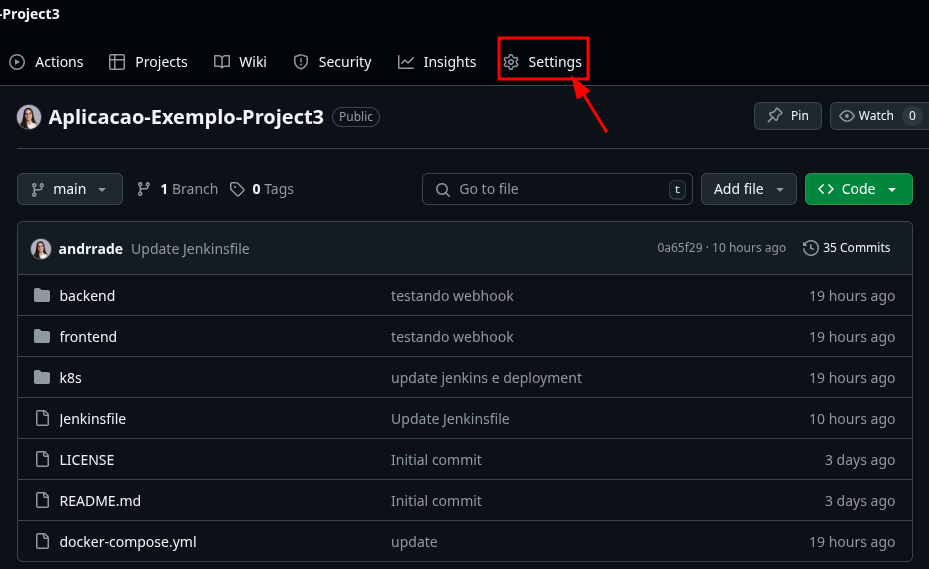 -Project3
Actions Projects Wiki Security Insights Settings
Aplicacao-Exemplo-Project3 Public Pin Watch 0
main 1 Branch 0 Tags Go to file t Add file Code
andrrade Update Jenkinsfile 0a65f29 · 10 hours ago 35 Commits
backend testando webhook 19 hours ago
frontend testando webhook 19 hours ago
k8s update jenkins e deployment 19 hours ago
Jenkinsfile Update Jenkinsfile 10 hours ago
LICENSE Initial commit 3 days ago
README.md Initial commit 3 days ago
docker-compose.yml update 19 hours ago